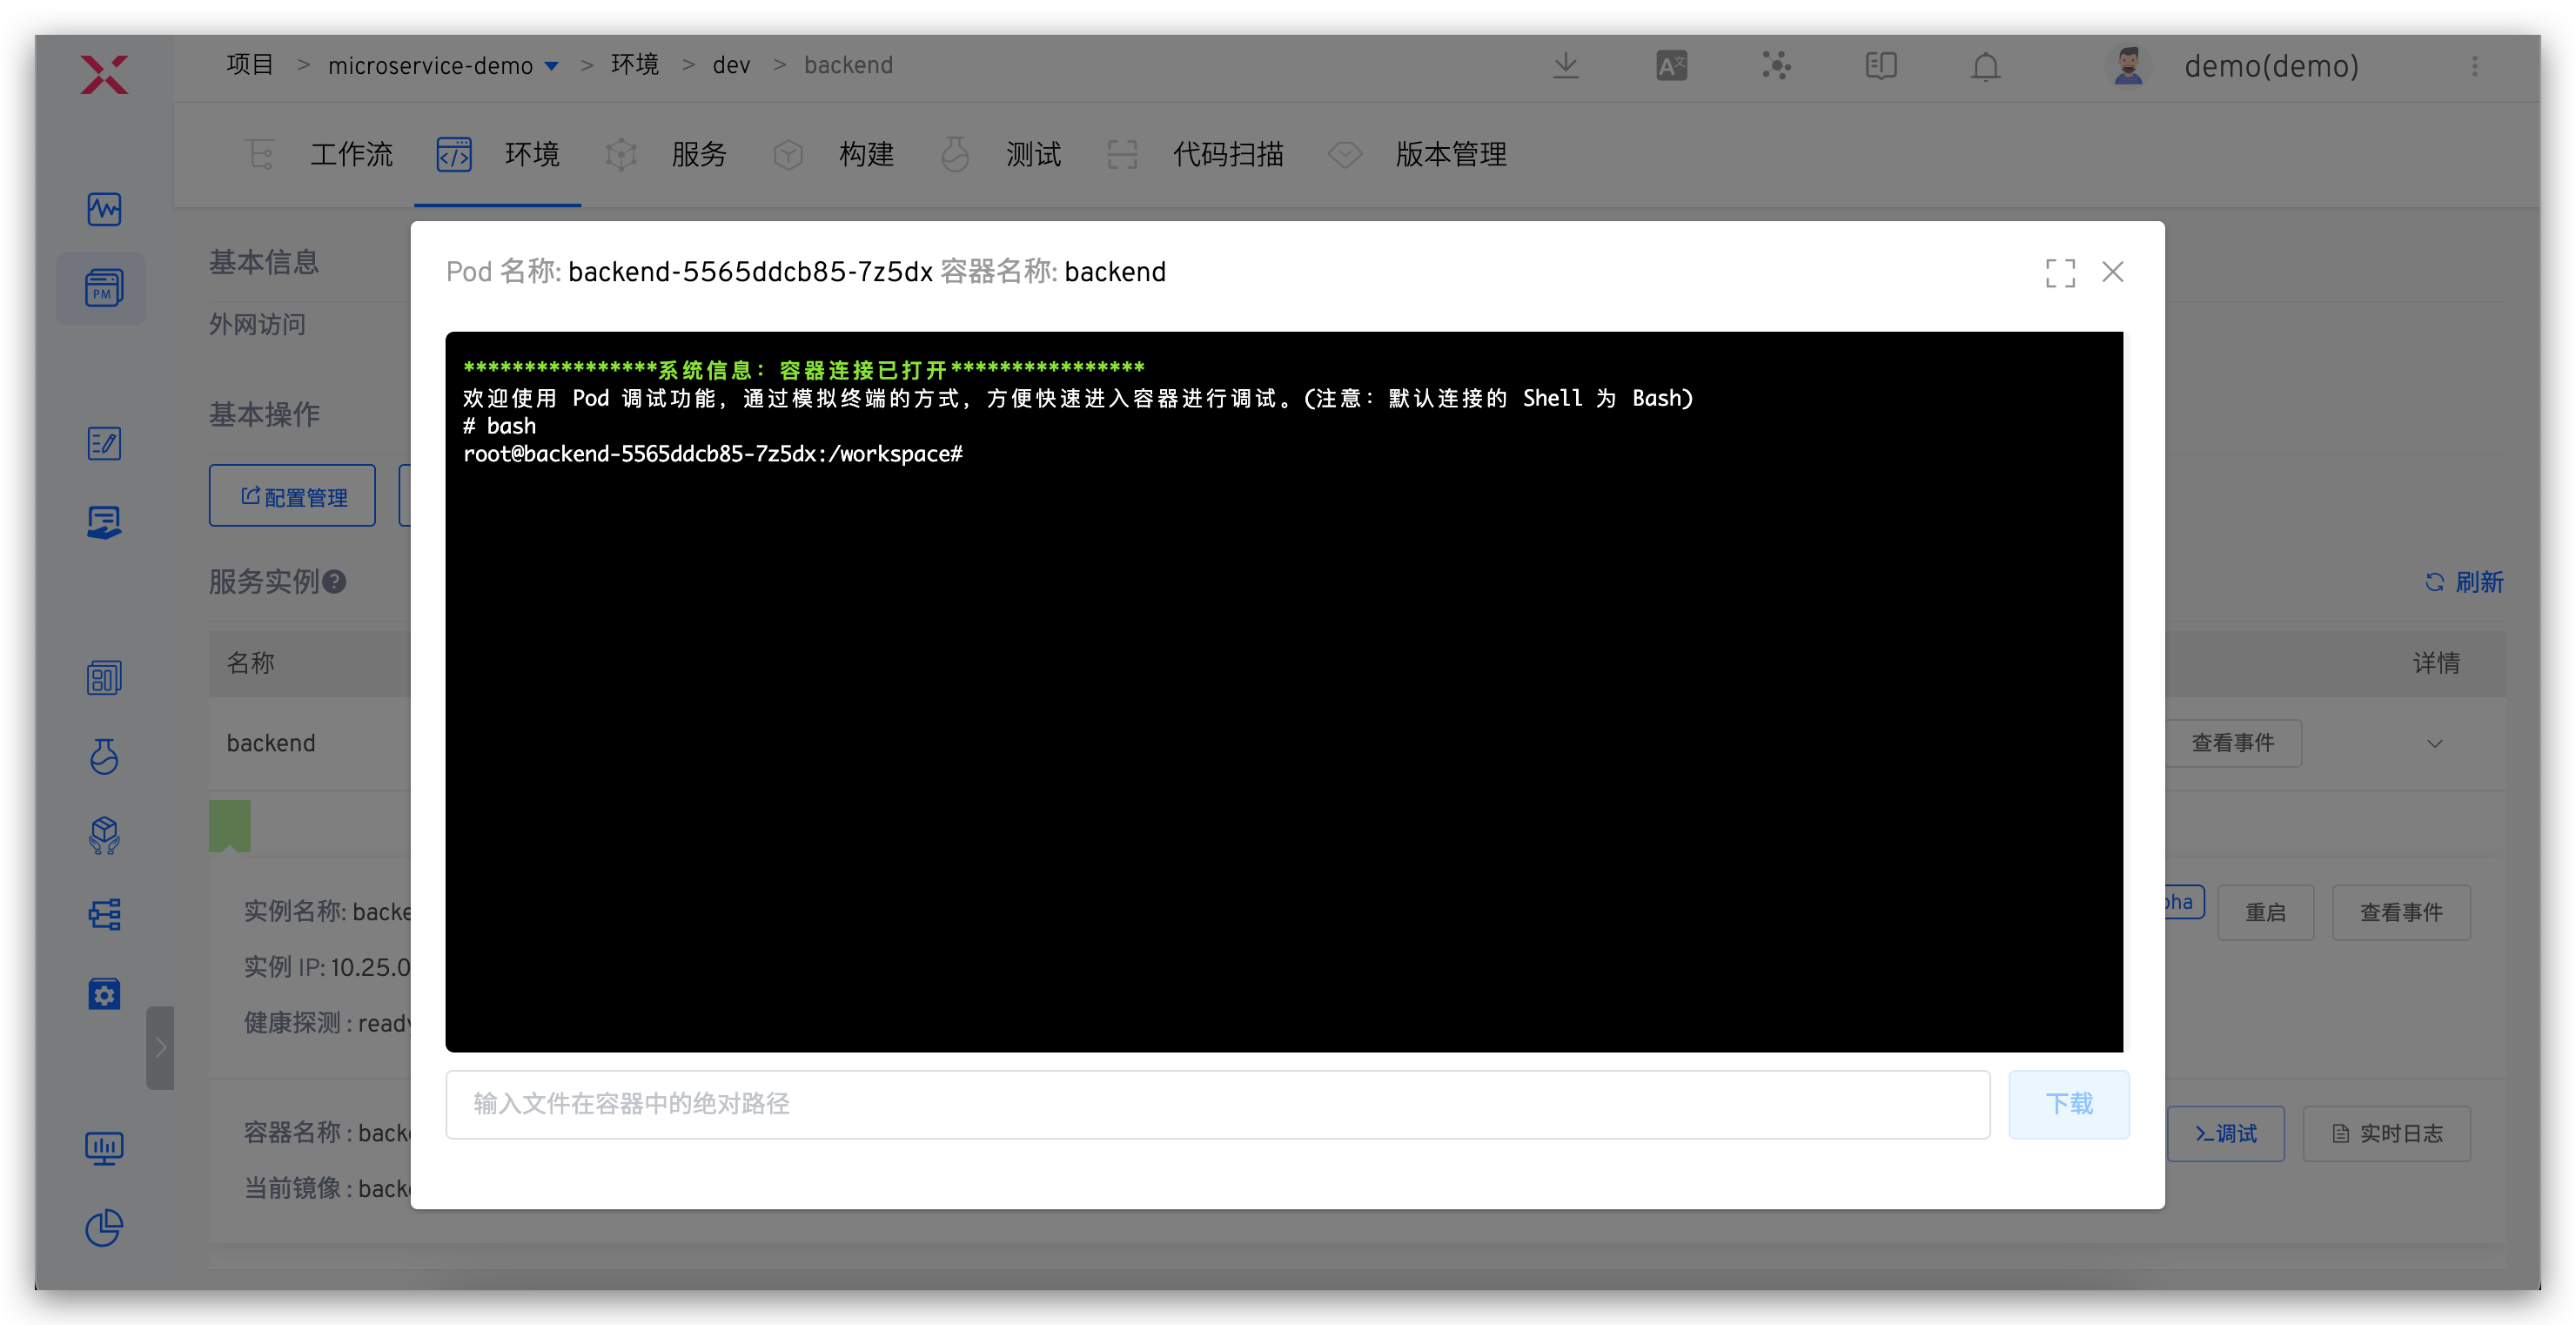 项目 > microservice-demo > 环境 > dev > backend
demo(demo)
工作流 环境 服务 构建 测试 代码扫描 版本管理
PM
基本信息
外网访问
基本操作
配置管理
服务实例
刷新
名称 详情
backend 查看事件
实例名称: backe
重启 查看事件
实例 IP: 10.25.0
健康探测 : ready
容器名称 : backe
>_调试 实时日志
当前镜像 : backe
Pod 名称: backend-5565ddcb85-7z5dx 容器名称: backend
****************系统信息: 容器连接已打开****************
欢迎使用 Pod 调试功能, 通过模拟终端的方式, 方便快速进入容器进行调试。(注意: 默认连接的 Shell 为 Bash)
# bash
root@backend-5565ddcb85-7z5dx:/workspace#
输入文件在容器中的绝对路径 下载